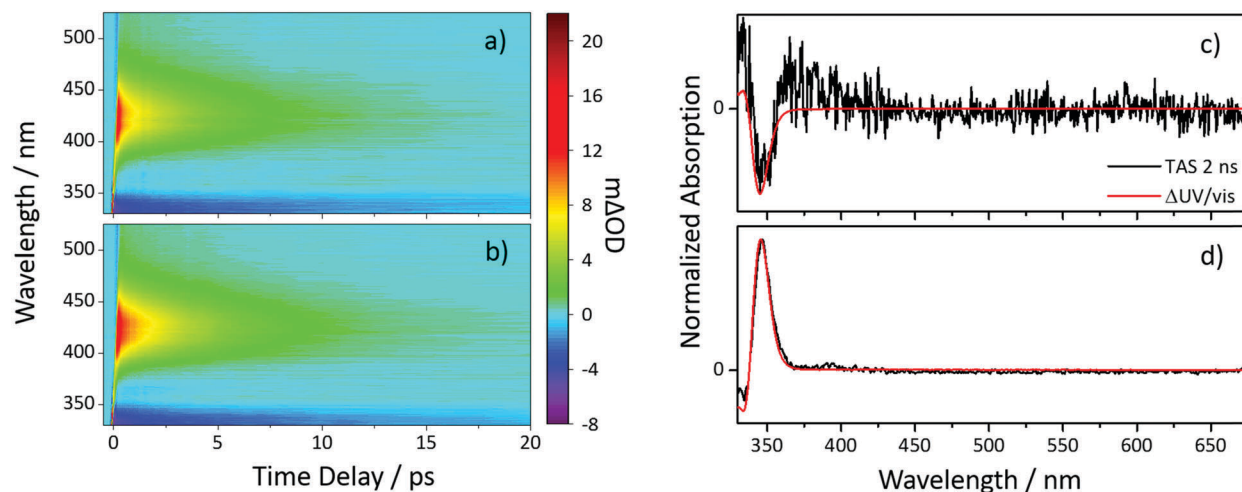 a)
500
450
400
350
b)
500
450
400
350
0
5
10
15
20
Wavelength / nm
Time Delay / ps
20
16
12
8
4
0
-4
-8
mΔOD
c)
0
TAS 2 ns
ΔUV/vis
d)
0
350
400
450
500
550
600
650
Normalized Absorption
Wavelength / nm